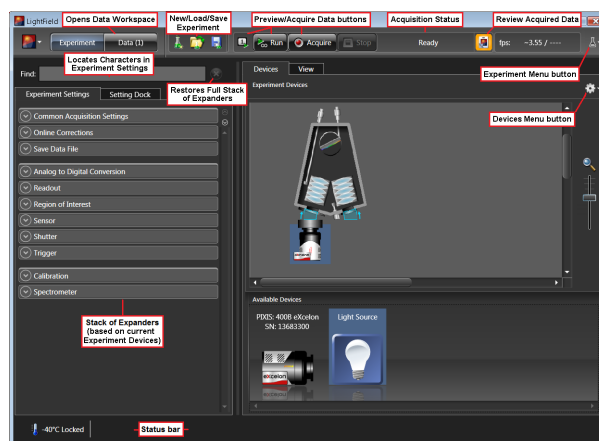 LightField
Opens Data Workspace
New/Load/Save
Experiment
Preview/Acquire Data buttons
Acquisition Status
Review Acquired Data
Experiment
Data (1)
Run
Acquire
Stop
Ready
fps: ~3.55 / ----
Locates Characters in
Experiment Settings
Find:
Restores Full Stack
of Expanders
Devices
View
Experiment Menu button
Experiment Devices
Devices Menu button
Experiment Settings
Setting Dock
Common Acquisition Settings
Online Corrections
Save Data File
Analog to Digital Conversion
Readout
Region of Interest
Sensor
Shutter
Trigger
Calibration
Spectrometer
Stack of Expanders
(based on current
Experiment Devices)
Available Devices
PIXIS: 400B eXcelon
SN: 13683300
Light Source
excelon
-40°C Locked
Status bar